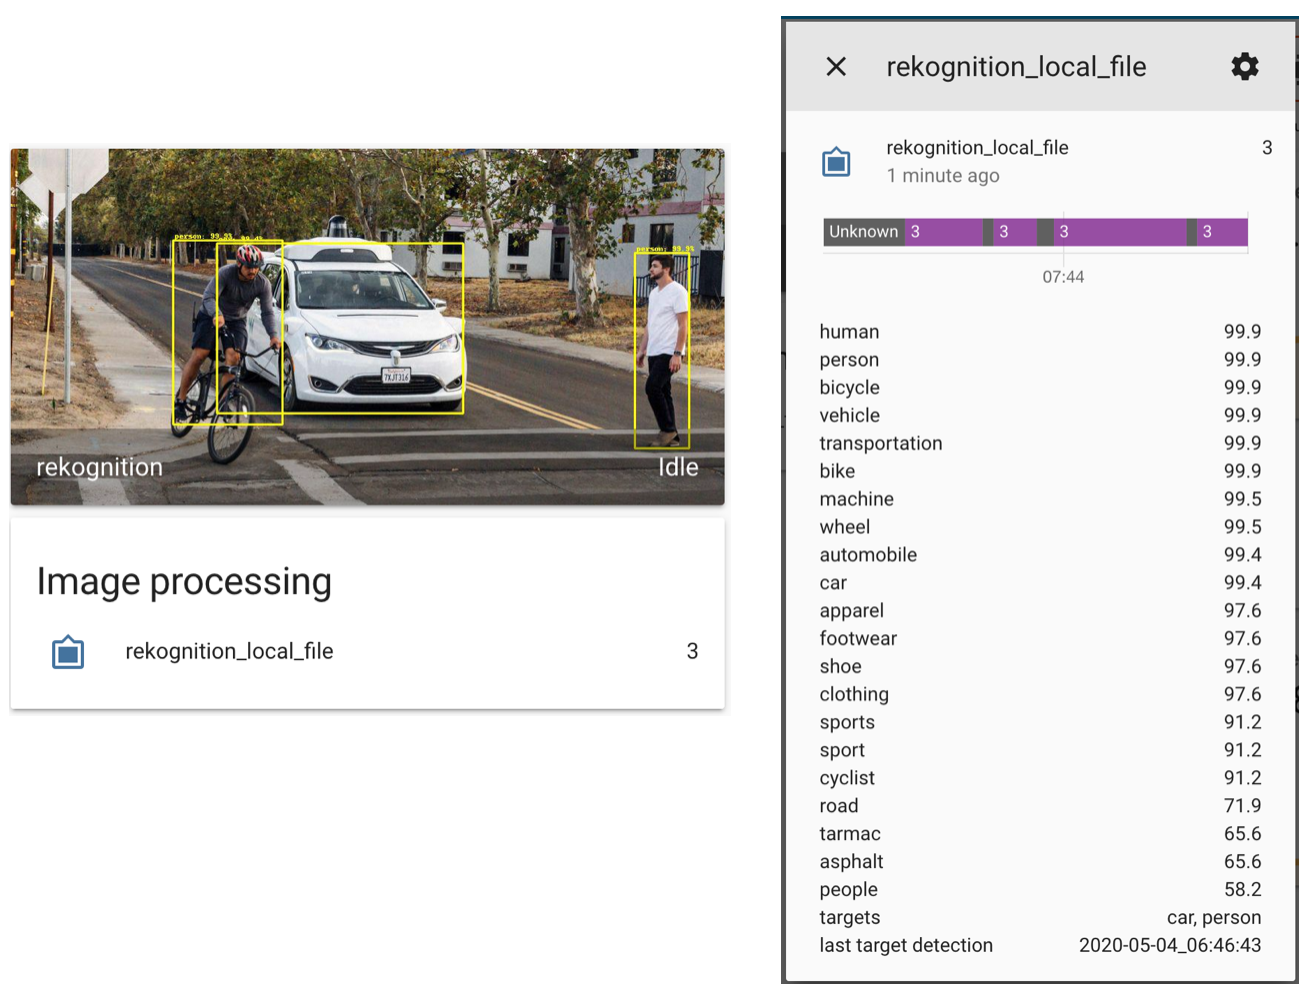 person: 99.9%
person: 99.9%
rekognition
Idle
7XJT316
Image processing
rekognition_local_file 3
rekognition_local_file
rekognition_local_file 3
1 minute ago
Unknown 3 3 3 3
07:44
human 99.9
person 99.9
bicycle 99.9
vehicle 99.9
transportation 99.9
bike 99.9
machine 99.5
wheel 99.5
automobile 99.4
car 99.4
apparel 97.6
footwear 97.6
shoe 97.6
clothing 97.6
sports 91.2
sport 91.2
cyclist 91.2
road 71.9
tarmac 65.6
asphalt 65.6
people 58.2
targets car, person
last target detection 2020-05-04_06:46:43